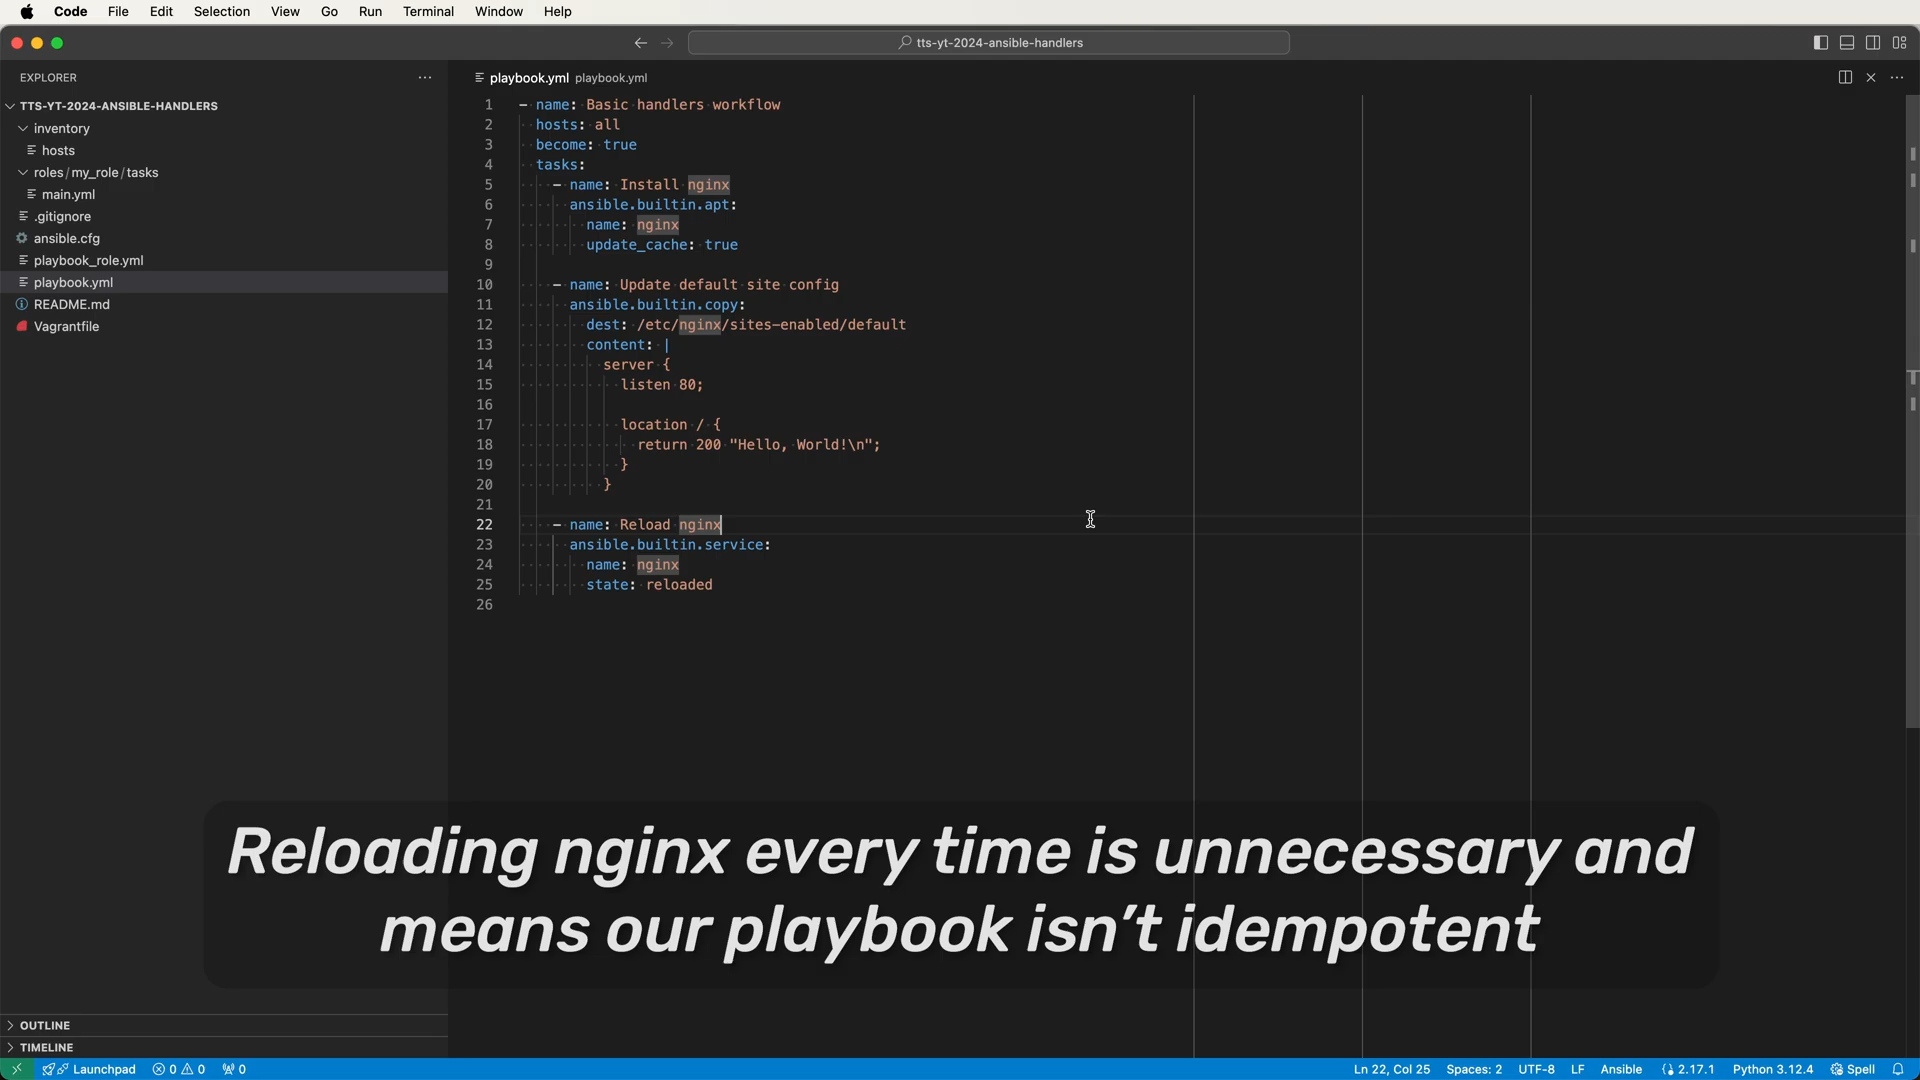 Code File Edit Selection View Go Run Terminal Window Help
tts-yt-2024-ansible-handlers
EXPLORER
playbook.yml playbook.yml
TTS-YT-2024-ANSIBLE-HANDLERS
inventory
hosts
roles/my_role/tasks
main.yml
.gitignore
ansible.cfg
playbook_role.yml
playbook.yml
README.md
Vagrantfile
1 - name: Basic handlers workflow
2 hosts: all
3 become: true
4 tasks:
5 - name: Install nginx
6 ansible.builtin.apt:
7 name: nginx
8 update_cache: true
9
10 - name: Update default site config
11 ansible.builtin.copy:
12 dest: /etc/nginx/sites-enabled/default
13 content: |
14 server {
15 listen 80;
16
17 location / {
18 return 200 "Hello, World!\n";
19 }
20 }
21
22 - name: Reload nginx
23 ansible.builtin.service:
24 name: nginx
25 state: reloaded
26
Reloading nginx every time is unnecessary and
means our playbook isn't idempotent
OUTLINE
TIMELINE
Launchpad 0 0 0 Ln 22, Col 25 Spaces: 2 UTF-8 LF Ansible 2.17.1 Python 3.12.4 Spell